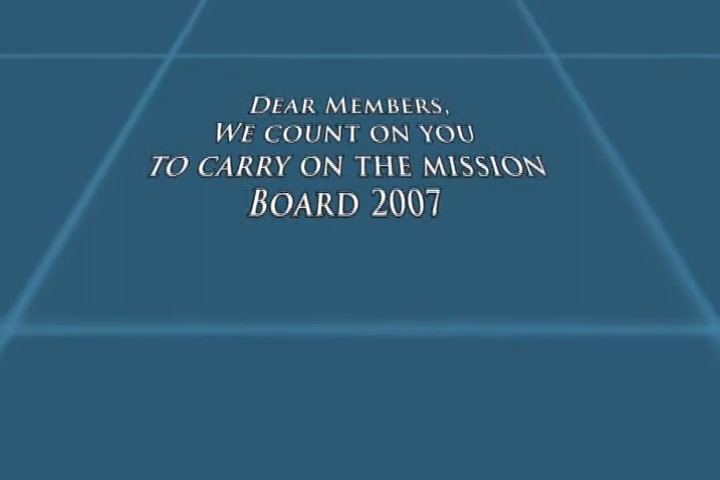 Dear Members,
We count on you
to carry on the mission
Board 2007